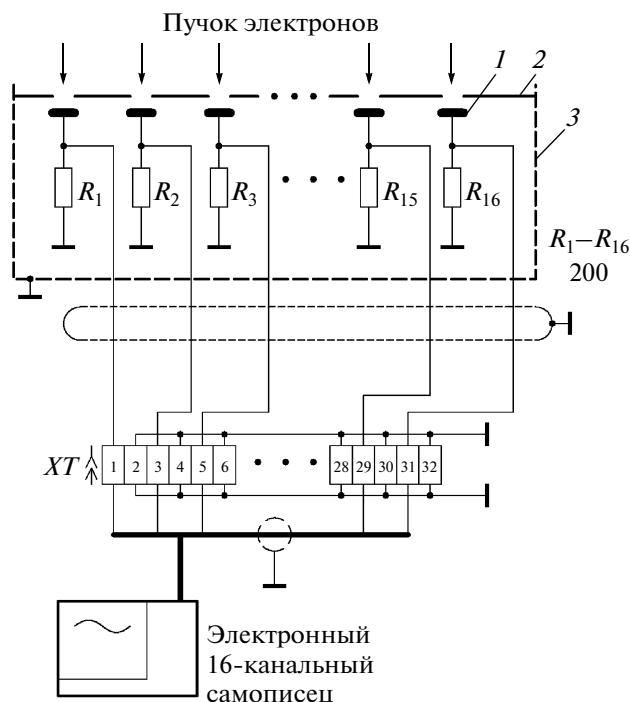 Пучок электронов
1
2
3
R1 R2 R3 R15 R16
R1–R16
200
XT 1 2 3 4 5 6 28 29 30 31 32
Электронный
16-канальный
самописец